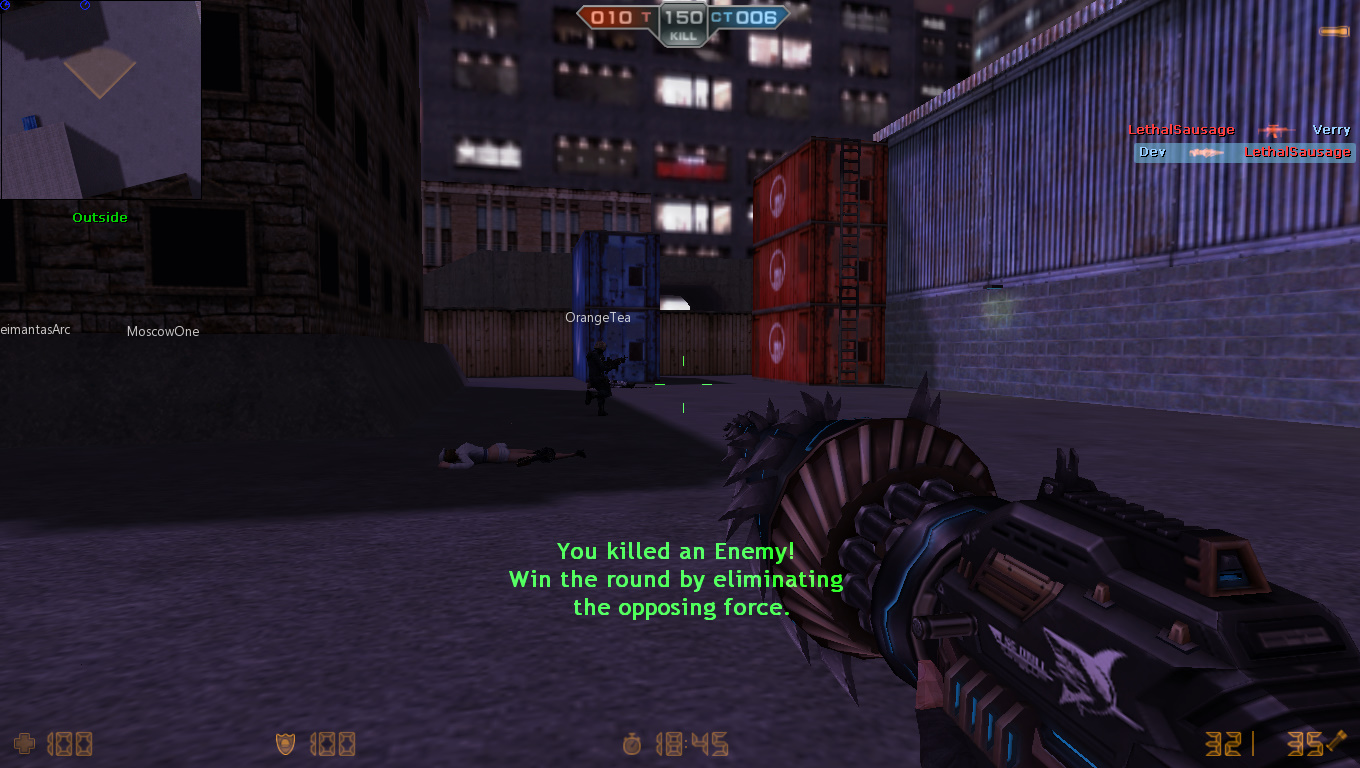 010 T 150 CT 006
KILL
LethalSausage Verry
Dev LethalSausage
Outside
OrangeTea
eimantasArc MoscowOne
You killed an Enemy!
Win the round by eliminating
the opposing force.
100 100 18:45 32 | 35